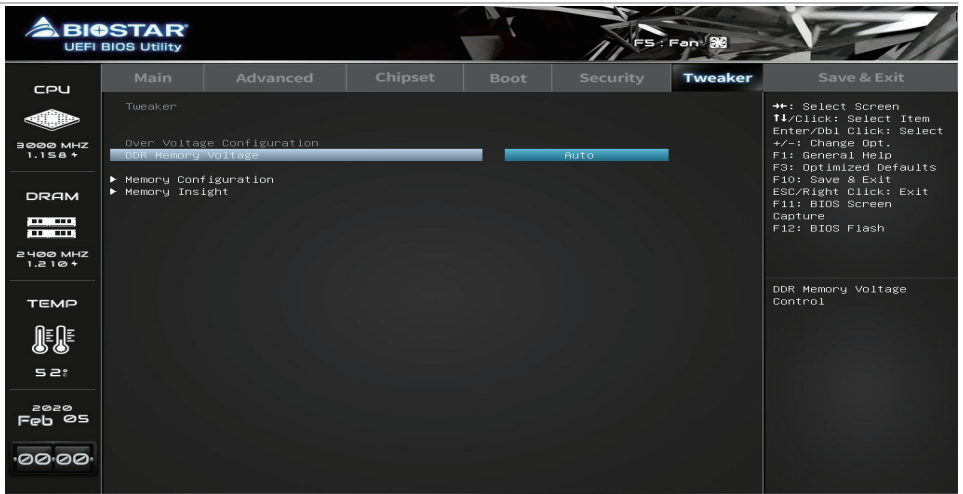 BIOSTAR
UEFI BIOS Utility
F5 : Fan
Main Advanced Chipset Boot Security Tweaker Save & Exit
CPU
3000 MHZ
1.158
DRAM
2400 MHZ
1.210
TEMP
52
2020
Feb 05
00:00
Tweaker
Over Voltage Configuration
DDR Memory Voltage Auto
Memory Configuration
Memory Insight
→←: Select Screen
↑↓/Click: Select Item
Enter/Dbl Click: Select
+/-: Change Opt.
F1: General Help
F3: Optimized Defaults
F10: Save & Exit
ESC/Right Click: Exit
F11: BIOS Screen
Capture
F12: BIOS Flash
DDR Memory Voltage
Control